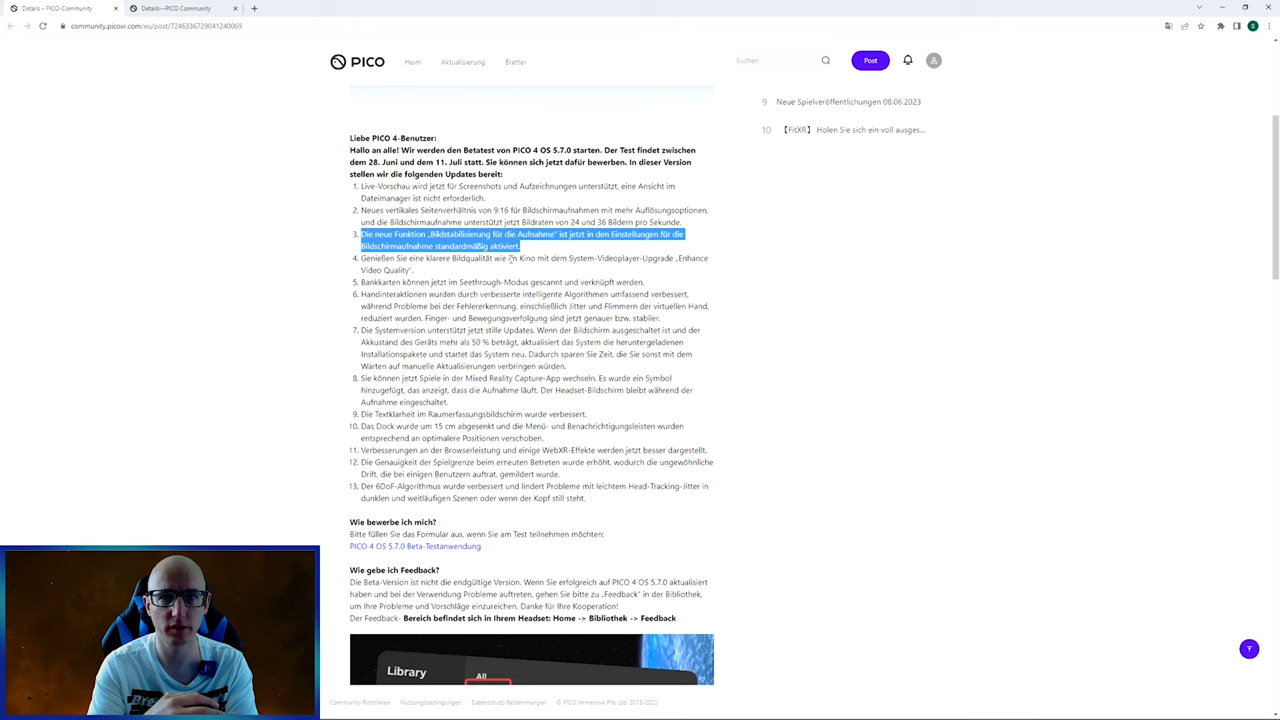 Details – PICO-Community
Details—PICO Community
community.picoxr.com/eu/post/7246336729041240069
PICO
Heim
Aktualisierung
Bretter
Suchen
Post
9 Neue Spielveröffentlichungen 08.06.2023
10 【FitXR】 Holen Sie sich ein voll ausges...
Liebe PICO 4-Benutzer:
Hallo an alle! Wir werden den Betatest von PICO 4 OS 5.7.0 starten. Der Test findet zwischen
dem 28. Juni und dem 11. Juli statt. Sie können sich jetzt dafür bewerben. In dieser Version
stellen wir die folgenden Updates bereit:
1. Live-Vorschau wird jetzt für Screenshots und Aufzeichnungen unterstützt, eine Ansicht im
Dateimanager ist nicht erforderlich.
2. Neues vertikales Seitenverhältnis von 9:16 für Bildschirmaufnahmen mit mehr Auflösungsoptionen,
und die Bildschirmaufnahme unterstützt jetzt Bildraten von 24 und 36 Bildern pro Sekunde.
3. Die neue Funktion „Bildstabilisierung für die Aufnahme“ ist jetzt in den Einstellungen für die
Bildschirmaufnahme standardmäßig aktiviert.
4. Genießen Sie eine klarere Bildqualität wie im Kino mit dem System-Videoplayer-Upgrade „Enhance
Video Quality“.
5. Bankkarten können jetzt im Seethrough-Modus gescannt und verknüpft werden.
6. Handinteraktionen wurden durch verbesserte intelligente Algorithmen umfassend verbessert,
während Probleme bei der Fehlererkennung, einschließlich Jitter und Flimmern der virtuellen Hand,
reduziert wurden. Finger- und Bewegungsverfolgung sind jetzt genauer bzw. stabiler.
7. Die Systemversion unterstützt jetzt stille Updates. Wenn der Bildschirm ausgeschaltet ist und der
Akkustand des Geräts mehr als 50 % beträgt, aktualisiert das System die heruntergeladenen
Installationspakete und startet das System neu. Dadurch sparen Sie Zeit, die Sie sonst mit dem
Warten auf manuelle Aktualisierungen verbringen würden.
8. Sie können jetzt Spiele in der Mixed Reality Capture-App wechseln. Es wurde ein Symbol
hinzugefügt, das anzeigt, dass die Aufnahme läuft. Der Headset-Bildschirm bleibt während der
Aufnahme eingeschaltet.
9. Die Textklarheit im Raumerfassungsbildschirm wurde verbessert.
10. Das Dock wurde um 15 cm abgesenkt und die Menü- und Benachrichtigungsleisten wurden
entsprechend an optimalere Positionen verschoben.
11. Verbesserungen an der Browserleistung und einige WebXR-Effekte werden jetzt besser dargestellt.
12. Die Genauigkeit der Spielgrenze beim erneuten Betreten wurde erhöht, wodurch die ungewöhnliche
Drift, die bei einigen Benutzern auftrat, gemildert wurde.
13. Der 6DoF-Algorithmus wurde verbessert und lindert Probleme mit leichtem Head-Tracking-Jitter in
dunklen und weitläufigen Szenen oder wenn der Kopf still steht.
Wie bewerbe ich mich?
Bitte füllen Sie das Formular aus, wenn Sie am Test teilnehmen möchten:
PICO 4 OS 5.7.0 Beta-Testanwendung
Wie gebe ich Feedback?
Die Beta-Version ist nicht die endgültige Version. Wenn Sie erfolgreich auf PICO 4 OS 5.7.0 aktualisiert
haben und bei der Verwendung Probleme auftreten, gehen Sie bitte zu „Feedback“ in der Bibliothek,
um Ihre Probleme und Vorschläge einzureichen. Danke für Ihre Kooperation!
Der Feedback- Bereich befindet sich in Ihrem Headset: Home -> Bibliothek -> Feedback
Library
All
Community-Richtlinien
Nutzungsbedingungen
Datenschutz-Bestimmungen
© PICO Immersive Pte. Ltd. 2015-2022